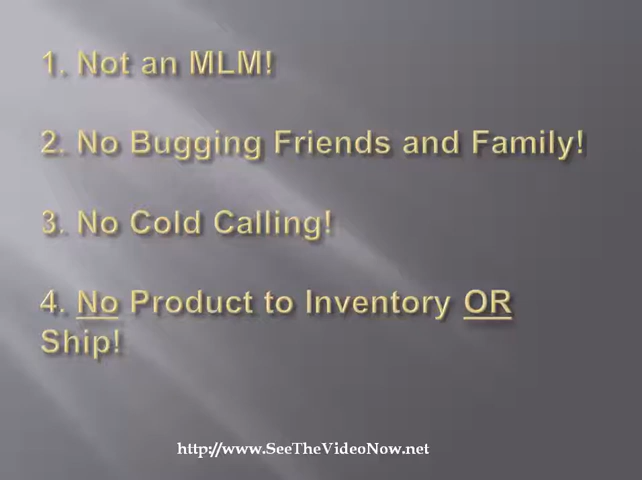 1. Not an MLM!
2. No Bugging Friends and Family!
3. No Cold Calling!
4. No Product to Inventory OR
Ship!
http://www.SeeTheVideoNow.net